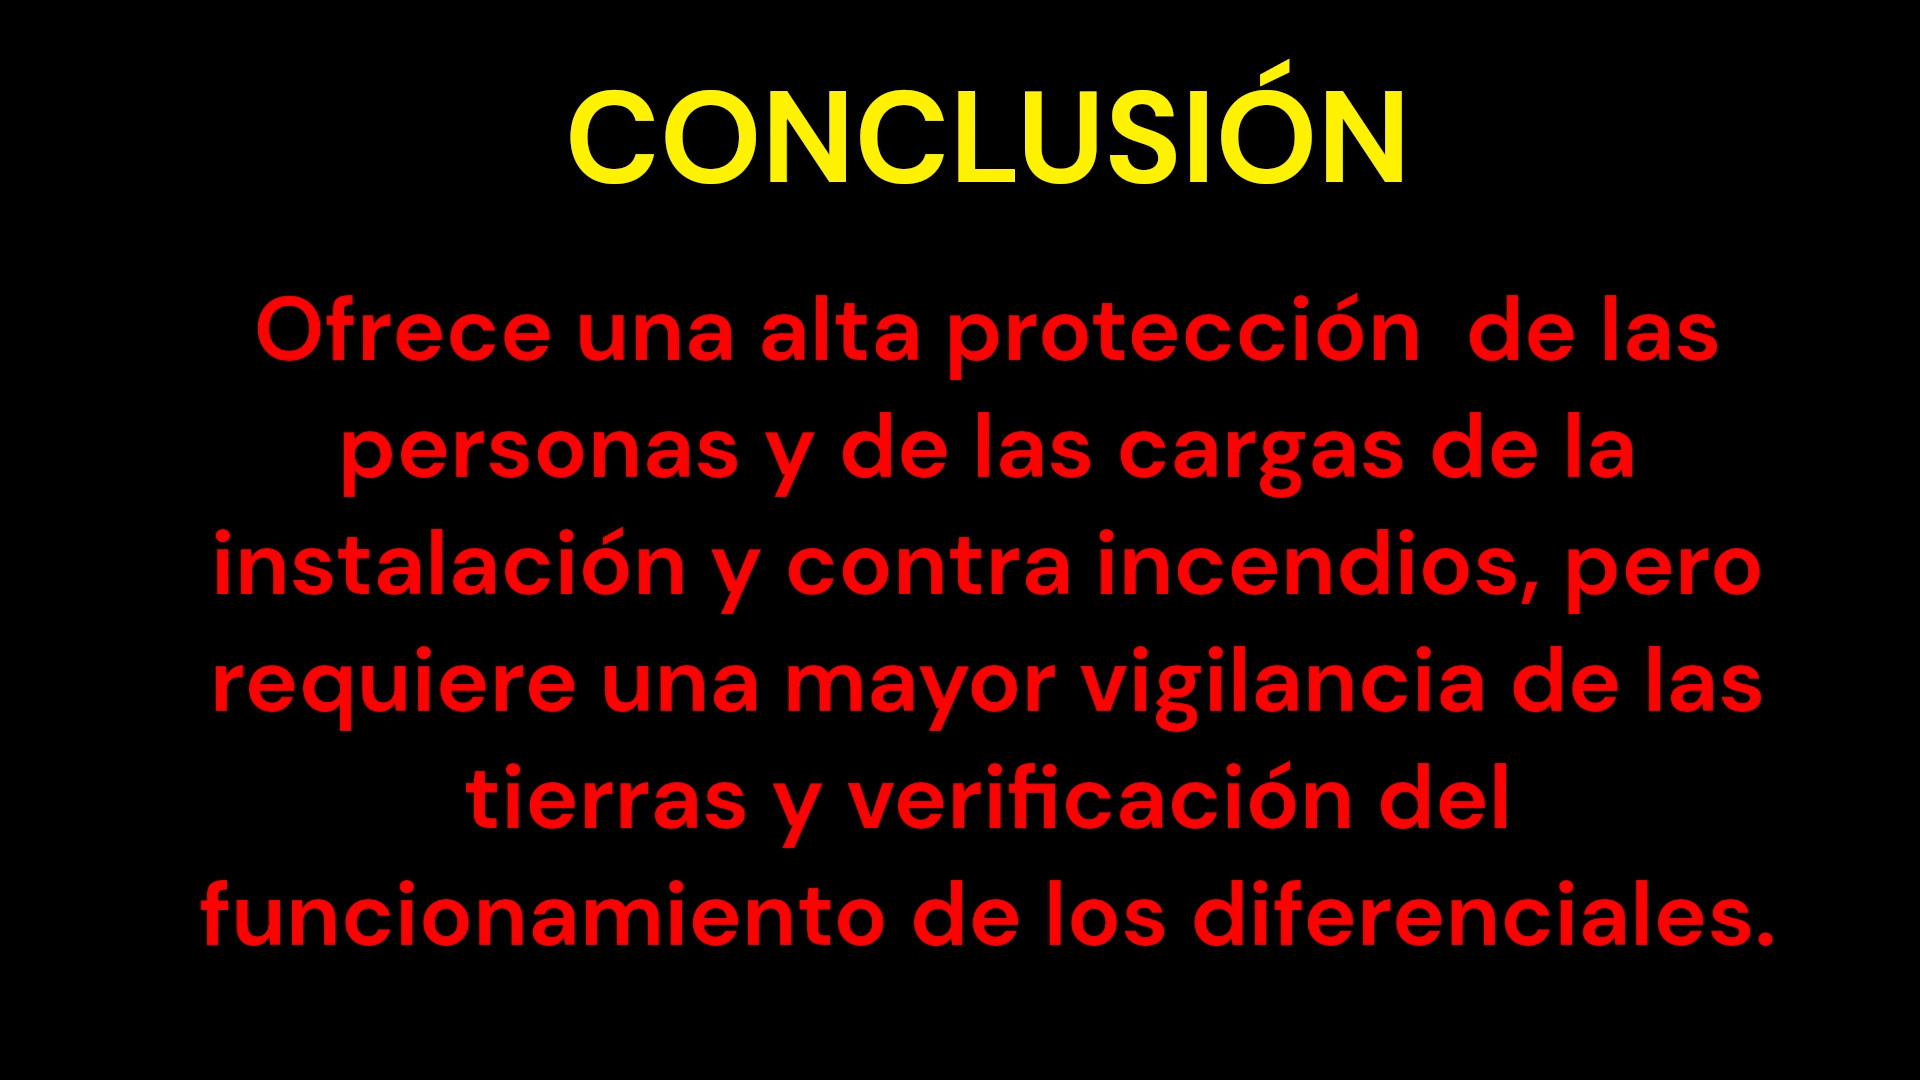 CONCLUSIÓN
Ofrece una alta protección  de las
personas y de las cargas de la
instalación y contra incendios, pero
requiere una mayor vigilancia de las
tierras y verificación del
funcionamiento de los diferenciales.